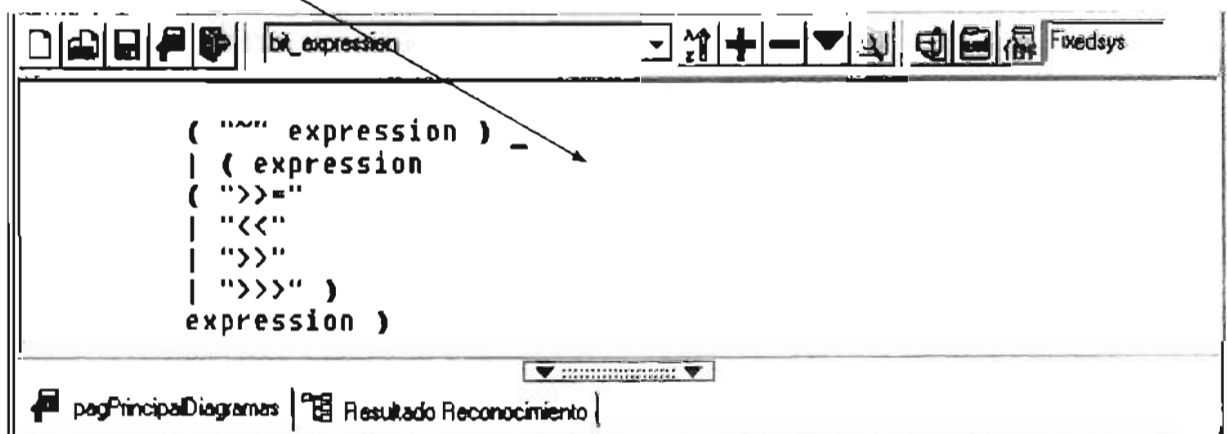 bit_expression Fixedsys
( "~" expression ) _
| ( expression
( ">>="
| "<<"
| ">>"
| ">>>" )
expression )
pagPrincipalDiagramas Resultado Reconocimiento